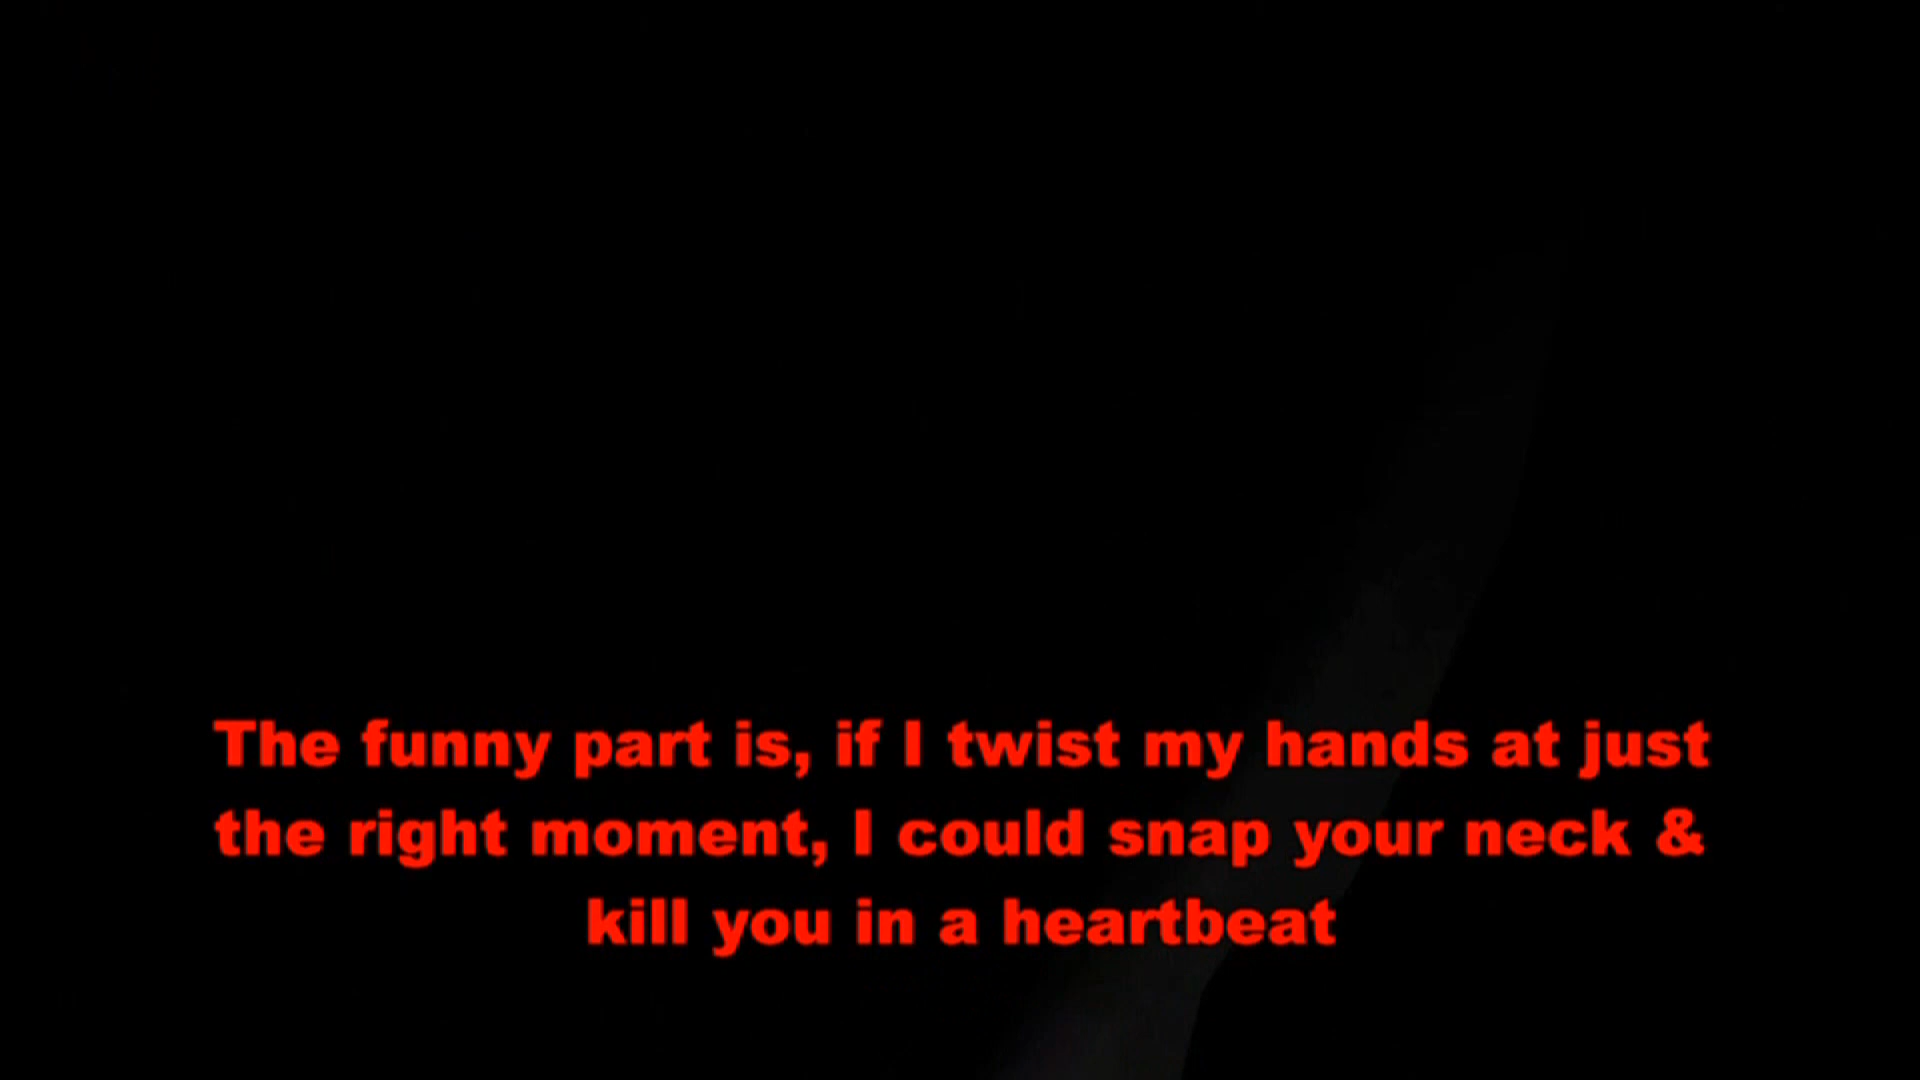 The funny part is, if I twist my hands at just
the right moment, I could snap your neck &
kill you in a heartbeat